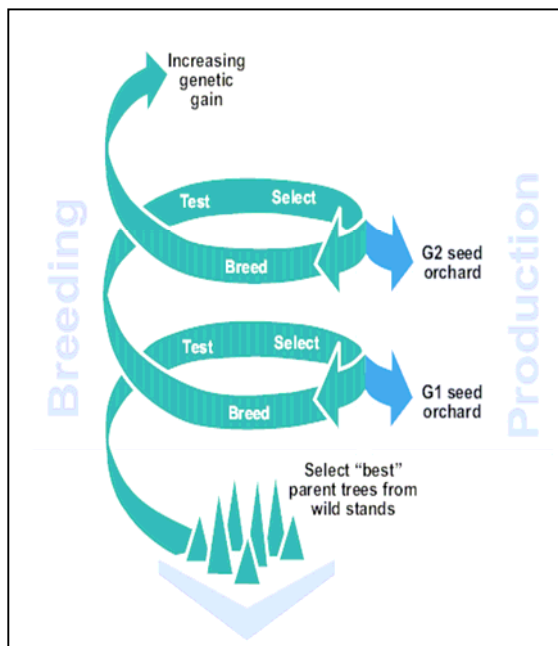 Increasing
genetic
gain
Test
Select
Breed
G2 seed
orchard
Test
Select
Breed
G1 seed
orchard
Select “best”
parent trees from
wild stands
Breeding
Production